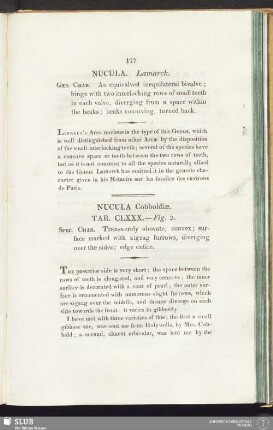 177
NUCULA. Lamarck.
Gen. Char. An equivalved inequilateral bivalve;
hinge with two interlocking rows of small teeth
in each valve, diverging from a space within
the beaks; beaks incurving, turned back.
Linnæus's Arca nucleus is the type of this Genus, which
is well distinguished from other Arcæ by the disposition
of the small interlocking teeth; several of the species have
a concave space or tooth between the two rows of teeth,
but it is not constant to all the species naturally allied
to the Genus Lamarck has omitted it in the generic cha-
racter given in his Memoire sur les fossiles des environs
de Paris.
NUCULA Cobboldiæ.
TAB. CLXXX.—Fig. 2.
Spec. Char. Transversely obovate, convex; sur-
face marked with zigzag furrows, diverging
over the sides; edge entire.
The posterior side is very short; the space between the
rows of teeth is elongated, and very concave; the inner
surface is decorated with a coat of pearl; the outer sur-
face is ornamented with numerous slight furrows, which
are zigzag over the middle, and thence diverge on each
side towards the front it varies in gibbosity.
I have met with three varieties of this; the first a small
gibbose one, was sent me from Holywells, by Mrs. Cob-
bold; a second, almost orbicular, was lent me by the
SLUB